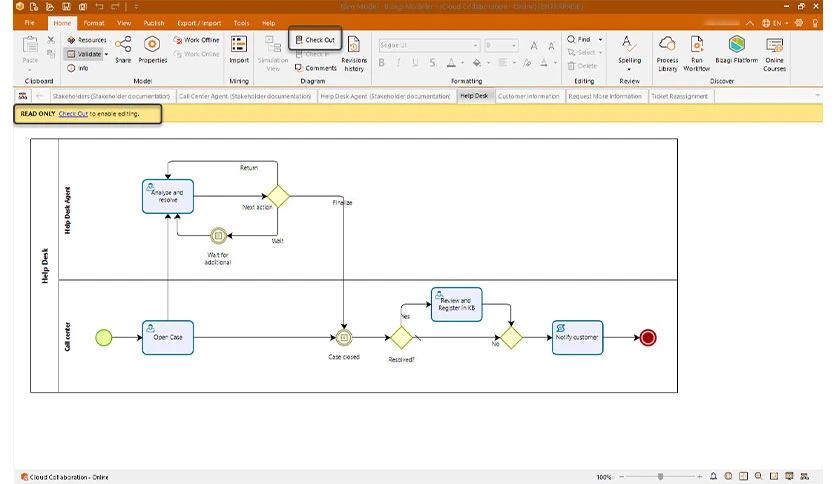 New Model - Bizagi Modeler - [Cloud Collaboration - Online] [ENTERPRISE]
File Home Format View Publish Export / Import Tools Help
EN
Paste
Clipboard
Resources
Validate
Info
Share
Properties
Work Offline
Work Online
Model
Import
Mining
Simulation View
Check Out
Check In
Comments
Revisions history
Diagram
Segoe UI
8
B I U S A
Formatting
Find
Select
Delete
Editing
Spelling
Review
Process Library
Run Workflow
Bizagi Platform
Online Courses
Discover
Stakeholders (Stakeholder documentation) Call Center Agent (Stakeholder documentation) Help Desk Agent (Stakeholder documentation) Help Desk Customer Information Request More Information Ticket Reassignment
READ ONLY Check Out to enable editing.
Help Desk
Help Desk Agent
Return
Analyze and
resolve
Next action
Finalize
Wait
Wait for
additional
Call center
Open Case
Case closed
Yes
Review and
Register in KB
Resolved?
No
Notify customer
Cloud Collaboration - Online
100%